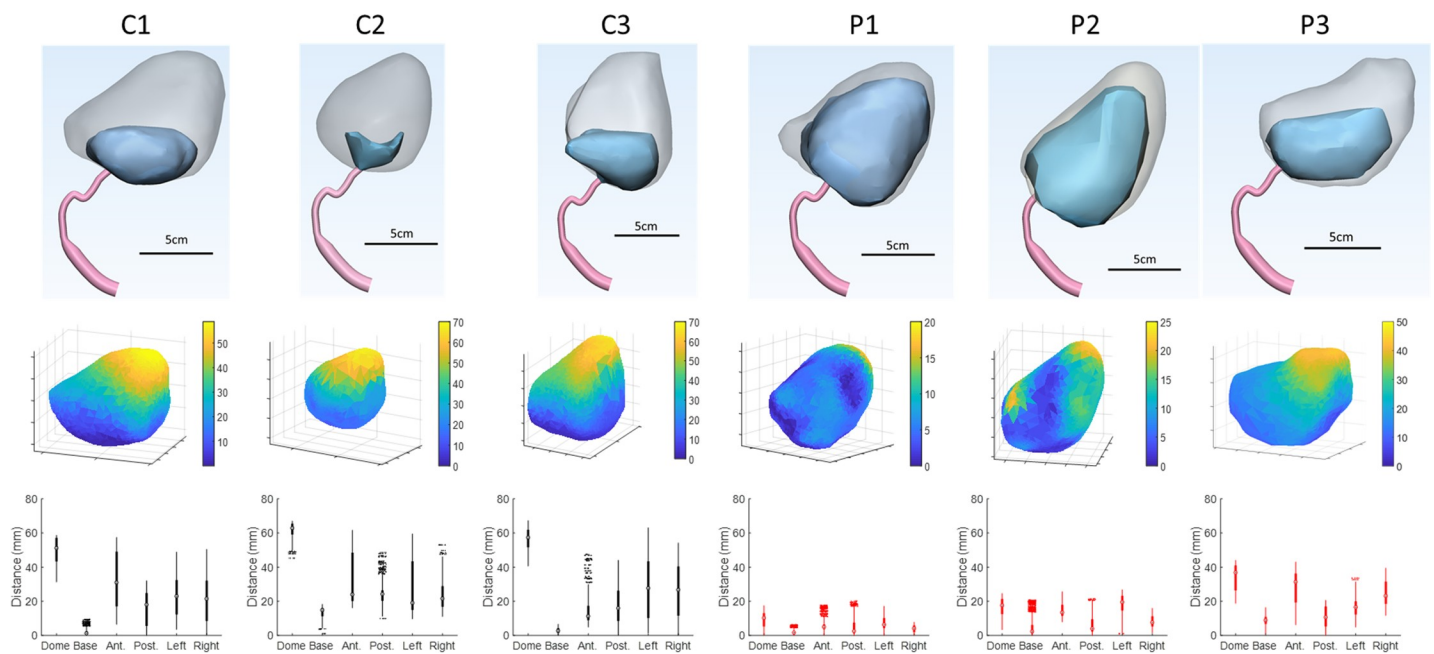 C1 C2 C3 P1 P2 P3
5cm 5cm 5cm 5cm 5cm 5cm
50 40 30 20 10
70 60 50 40 30 20 10 0
70 60 50 40 30 20 10 0
20 15 10 5 0
25 20 15 10 5 0
50 40 30 20 10 0
Distance (mm)
80 60 40 20 0
Dome Base Ant. Post. Left Right
Distance (mm)
80 60 40 20 0
Dome Base Ant. Post. Left Right
Distance (mm)
80 60 40 20 0
Dome Base Ant. Post. Left Right
Distance (mm)
80 60 40 20 0
Dome Base Ant. Post. Left Right
Distance (mm)
80 60 40 20 0
Dome Base Ant. Post. Left Right
Distance (mm)
80 60 40 20 0
Dome Base Ant. Post. Left Right